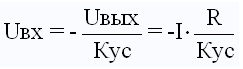 Uвх = - Uвых/Кус = -I · R/Кус